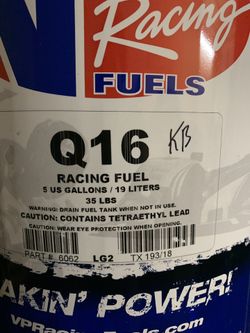 VP
Racing
FUELS
Q16
KB
RACING FUEL
5 US GALLONS / 19 LITERS
35 LBS
WARNING: DRAIN FUEL TANK WHEN NOT IN USE.
CAUTION: CONTAINS TETRAETHYL LEAD
CAUTION: WEAR EYE PROTECTION WHEN OPENING.
PART #: 6062 LG2 TX 193/18
AKIN' POWER!